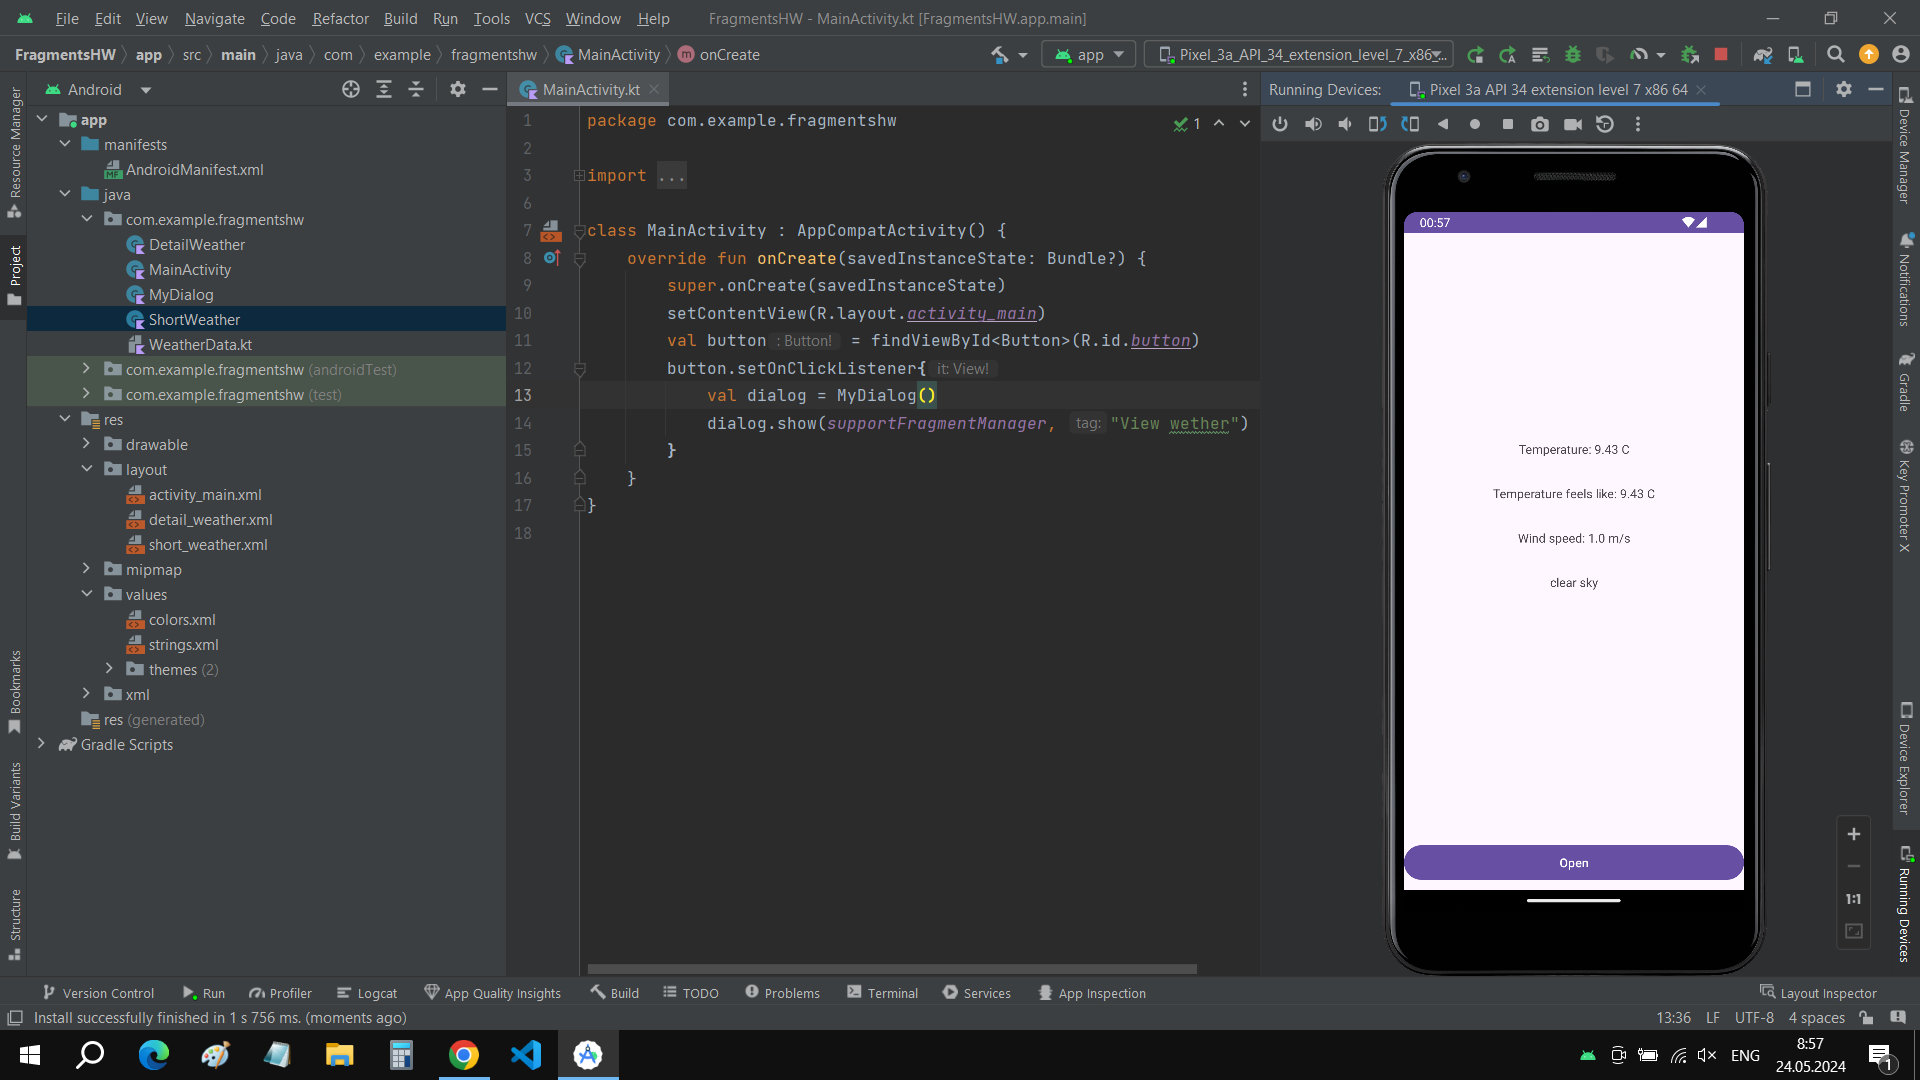 File Edit View Navigate Code Refactor Build Run Tools VCS Window Help FragmentsHW - MainActivity.kt [FragmentsHW.app.main]
FragmentsHW app src main java com example fragmentshw MainActivity onCreate app Pixel_3a_API_34_extension_level_7_x86_...
Android
MainActivity.kt
Running Devices: Pixel 3a API 34 extension level 7 x86 64
Resource Manager
Project
Bookmarks
Build Variants
Structure
app
manifests
AndroidManifest.xml
java
com.example.fragmentshw
DetailWeather
MainActivity
MyDialog
ShortWeather
WeatherData.kt
com.example.fragmentshw (androidTest)
com.example.fragmentshw (test)
res
drawable
layout
activity_main.xml
detail_weather.xml
short_weather.xml
mipmap
values
colors.xml
strings.xml
themes (2)
xml
res (generated)
Gradle Scripts
1 package com.example.fragmentshw
2
3 import ...
6
7 class MainActivity : AppCompatActivity() {
8 override fun onCreate(savedInstanceState: Bundle?) {
9 super.onCreate(savedInstanceState)
10 setContentView(R.layout.activity_main)
11 val button : Button! = findViewById<Button>(R.id.button)
12 button.setOnClickListener{ it: View!
13 val dialog = MyDialog()
14 dialog.show(supportFragmentManager, tag: "View wether")
15 }
16 }
17 }
18
1
00:57
Temperature: 9.43 C
Temperature feels like: 9.43 C
Wind speed: 1.0 m/s
clear sky
Open
1:1
Device Manager
Notifications
Gradle
Key Promoter X
Device Explorer
Running Devices
Version Control Run Profiler Logcat App Quality Insights Build TODO Problems Terminal Services App Inspection Layout Inspector
Install successfully finished in 1 s 756 ms. (moments ago) 13:36 LF UTF-8 4 spaces
ENG
8:57
24.05.2024
1